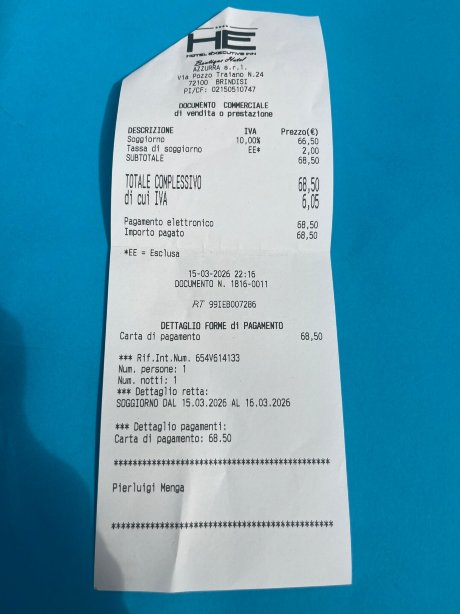 ****
HE
HOTEL EXECUTIVE INN
Boutique Hotel
AZZURRA s.r.l.
Via Pozzo Traiano N.24
72100 BRINDISI
PI/CF: 02150510747
DOCUMENTO COMMERCIALE
di vendita o prestazione
DESCRIZIONE IVA Prezzo(€)
Soggiorno 10,00% 66,50
Tassa di soggiorno EE* 2,00
SUBTOTALE 68,50
TOTALE COMPLESSIVO 68,50
di cui IVA 6,05
Pagamento elettronico 68,50
Importo pagato 68,50
*EE = Esclusa
15-03-2026 22:16
DOCUMENTO N. 1816-0011
RT 99IEB007286
DETTAGLIO FORME di PAGAMENTO
Carta di pagamento 68,50
*** Rif.Int.Num. 654V614133
Num. persone: 1
Num. notti: 1
*** Dettaglio retta:
SOGGIORNO DAL 15.03.2026 AL 16.03.2026
*** Dettaglio pagamenti:
Carta di pagamento: 68.50
******************************************
Pierluigi Menga
******************************************